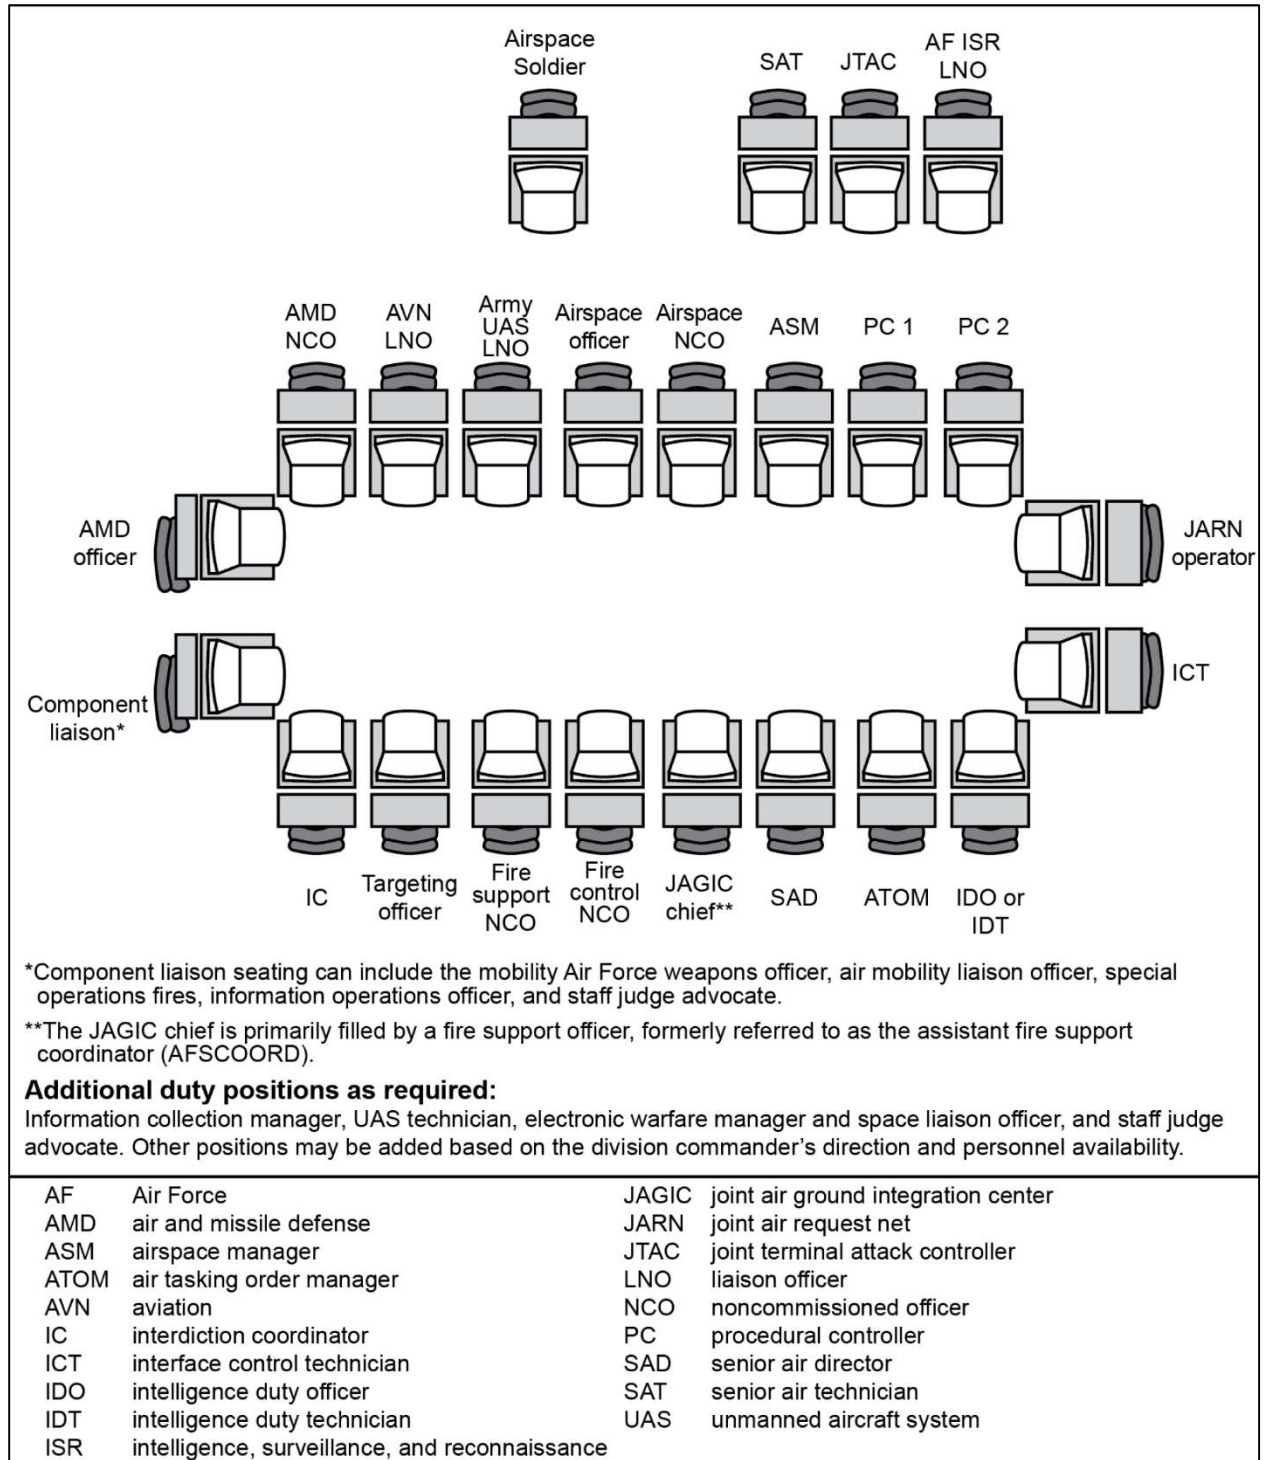 Airspace
Soldier
SAT
JTAC
AF ISR
LNO
AMD
NCO
AVN
LNO
Army
UAS
LNO
Airspace
officer
Airspace
NCO
ASM
PC 1
PC 2
AMD
officer
JARN
operator
Component
liaison*
ICT
IC
Targeting
officer
Fire
support
NCO
Fire
control
NCO
JAGIC
chief**
SAD
ATOM
IDO or
IDT
*Component liaison seating can include the mobility Air Force weapons officer, air mobility liaison officer, special
operations fires, information operations officer, and staff judge advocate.
**The JAGIC chief is primarily filled by a fire support officer, formerly referred to as the assistant fire support
coordinator (AFSCOORD).
Additional duty positions as required:
Information collection manager, UAS technician, electronic warfare manager and space liaison officer, and staff judge
advocate. Other positions may be added based on the division commander’s direction and personnel availability.
AF Air Force
AMD air and missile defense
ASM airspace manager
ATOM air tasking order manager
AVN aviation
IC interdiction coordinator
ICT interface control technician
IDO intelligence duty officer
IDT intelligence duty technician
ISR intelligence, surveillance, and reconnaissance
JAGIC joint air ground integration center
JARN joint air request net
JTAC joint terminal attack controller
LNO liaison officer
NCO noncommissioned officer
PC procedural controller
SAD senior air director
SAT senior air technician
UAS unmanned aircraft system